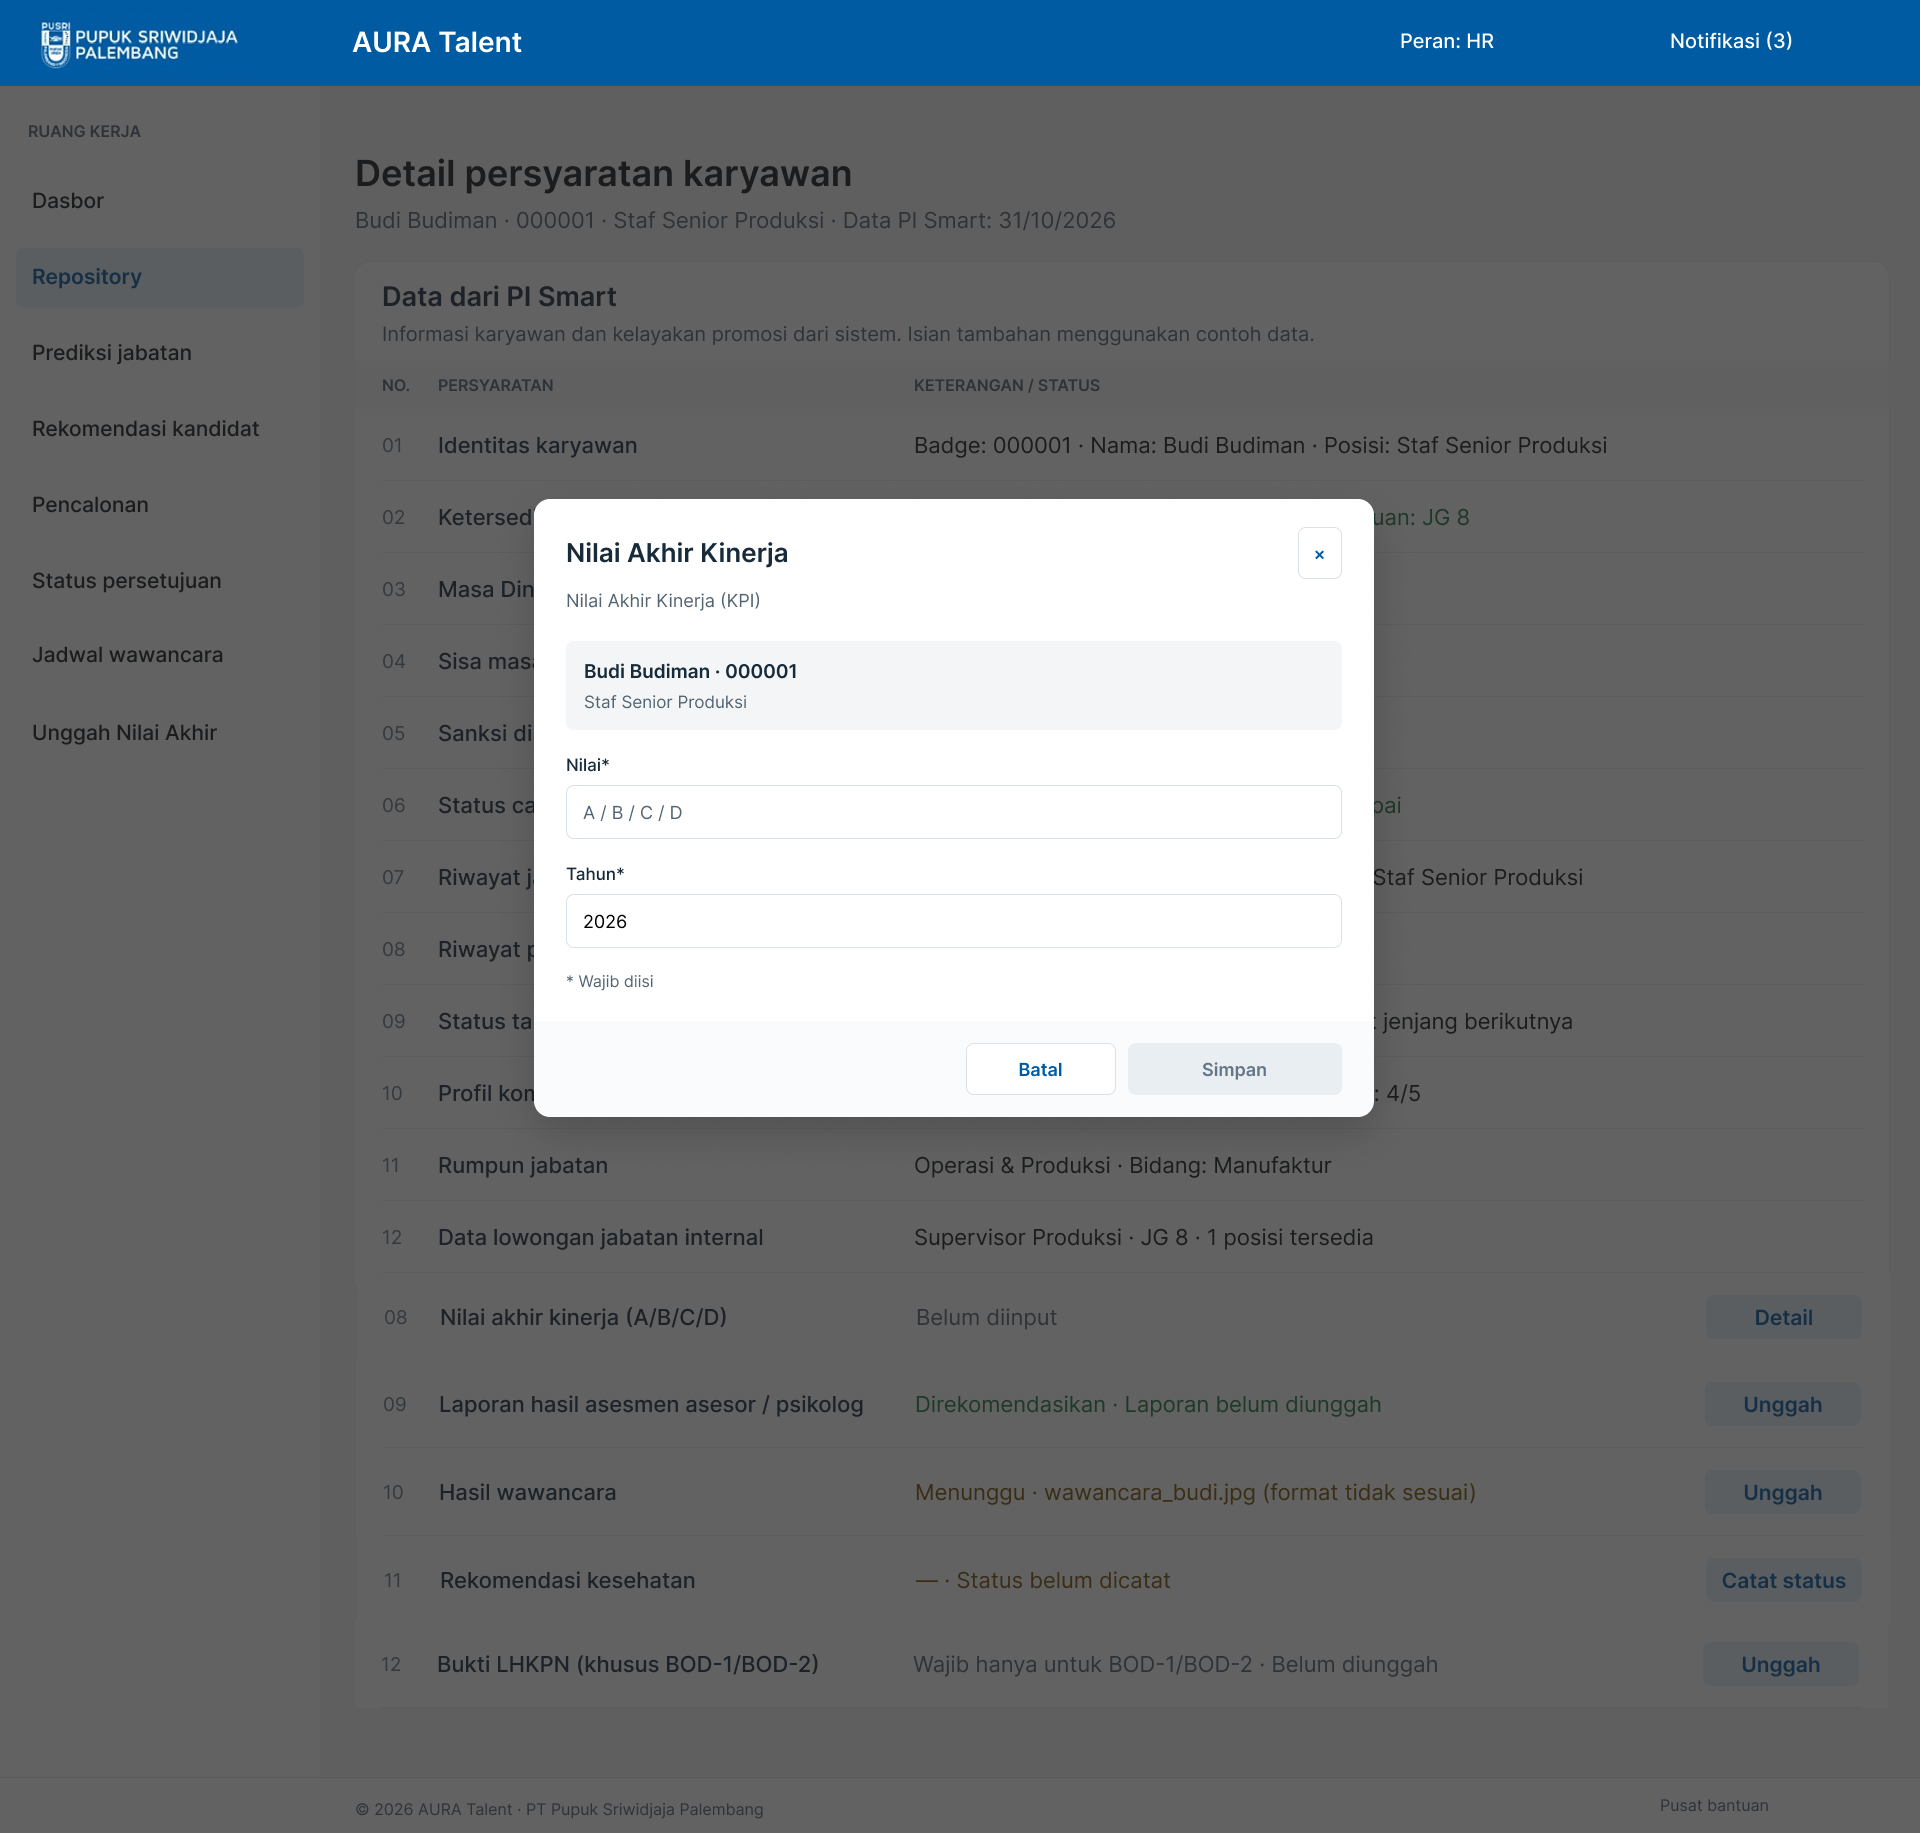 PUSRI
PUPUK SRIWIDJAJA
PALEMBANG
AURA Talent
Peran: HR
Notifikasi (3)
RUANG KERJA
Dasbor
Repository
Prediksi jabatan
Rekomendasi kandidat
Pencalonan
Status persetujuan
Jadwal wawancara
Unggah Nilai Akhir
Detail persyaratan karyawan
Budi Budiman · 000001 · Staf Senior Produksi · Data PI Smart: 31/10/2026
Data dari PI Smart
Informasi karyawan dan kelayakan promosi dari sistem. Isian tambahan menggunakan contoh data.
NO. PERSYARATAN KETERANGAN / STATUS
01 Identitas karyawan Badge: 000001 · Nama: Budi Budiman · Posisi: Staf Senior Produksi
02 Ketersed uan: JG 8
03 Masa Din
04 Sisa mas
05 Sanksi di
06 Status ca pai
07 Riwayat j Staf Senior Produksi
08 Riwayat p
09 Status ta jenjang berikutnya
10 Profil kon : 4/5
11 Rumpun jabatan Operasi & Produksi · Bidang: Manufaktur
12 Data lowongan jabatan internal Supervisor Produksi · JG 8 · 1 posisi tersedia
08 Nilai akhir kinerja (A/B/C/D) Belum diinput Detail
09 Laporan hasil asesmen asesor / psikolog Direkomendasikan · Laporan belum diunggah Unggah
10 Hasil wawancara Menunggu · wawancara_budi.jpg (format tidak sesuai) Unggah
11 Rekomendasi kesehatan — · Status belum dicatat Catat status
12 Bukti LHKPN (khusus BOD-1/BOD-2) Wajib hanya untuk BOD-1/BOD-2 · Belum diunggah Unggah
Nilai Akhir Kinerja
×
Nilai Akhir Kinerja (KPI)
Budi Budiman · 000001
Staf Senior Produksi
Nilai*
A / B / C / D
Tahun*
2026
* Wajib diisi
Batal
Simpan
© 2026 AURA Talent · PT Pupuk Sriwidjaja Palembang
Pusat bantuan